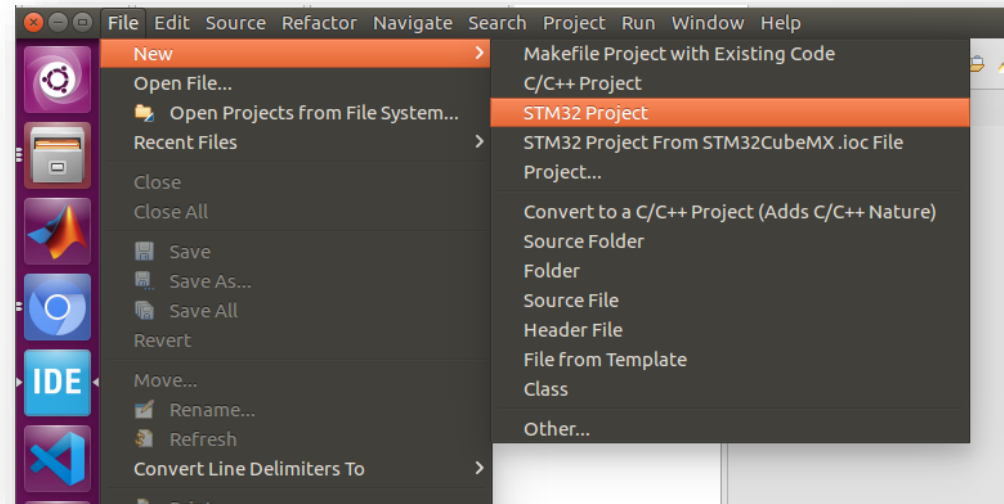 File Edit Source Refactor Navigate Search Project Run Window Help
New
Open File...
Open Projects from File System...
Recent Files
Close
Close All
Save
Save As...
Save All
Revert
Move...
Rename...
Refresh
Convert Line Delimiters To
Makefile Project with Existing Code
C/C++ Project
STM32 Project
STM32 Project From STM32CubeMX .ioc File
Project...
Convert to a C/C++ Project (Adds C/C++ Nature)
Source Folder
Folder
Source File
Header File
File from Template
Class
Other...
IDE